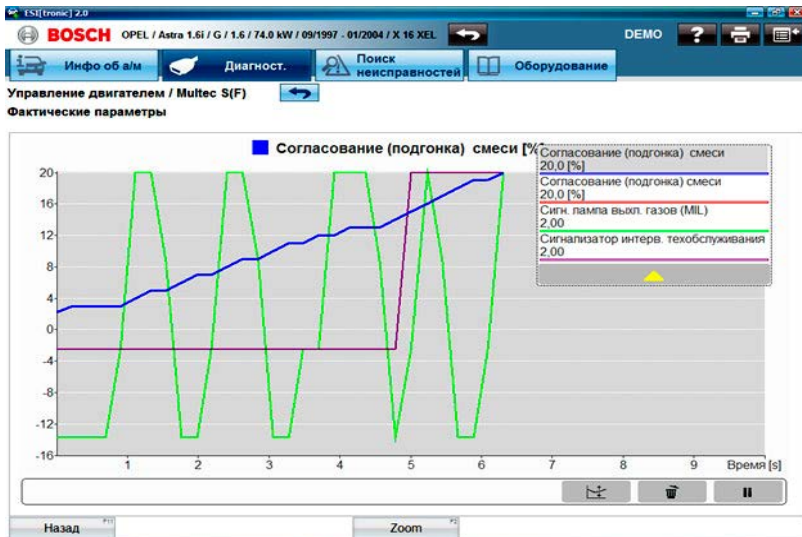 ESI[tronic] 2.0
BOSCH OPEL / Astra 1.6i / G / 1.6 / 74.0 kW / 09/1997 - 01/2004 / X 16 XEL DEMO ?
Инфо об а/м
Диагност.
Поиск
неисправностей
Оборудование
Управление двигателем / Multec S(F)
Фактические параметры
Согласование (подгонка) смеси [%
Согласование (подгонка) смеси
20,0 [%]
Согласование (подгонка) смеси
20,0 [%]
Сигн. лампа выхл. газов (MIL)
2,00
Сигнализатор интерв. техобслуживания
2,00
20
16
12
8
4
0
-4
-8
-12
-16
1 2 3 4 5 6 7 8 9 Время [s]
Назад F11
Zoom F2